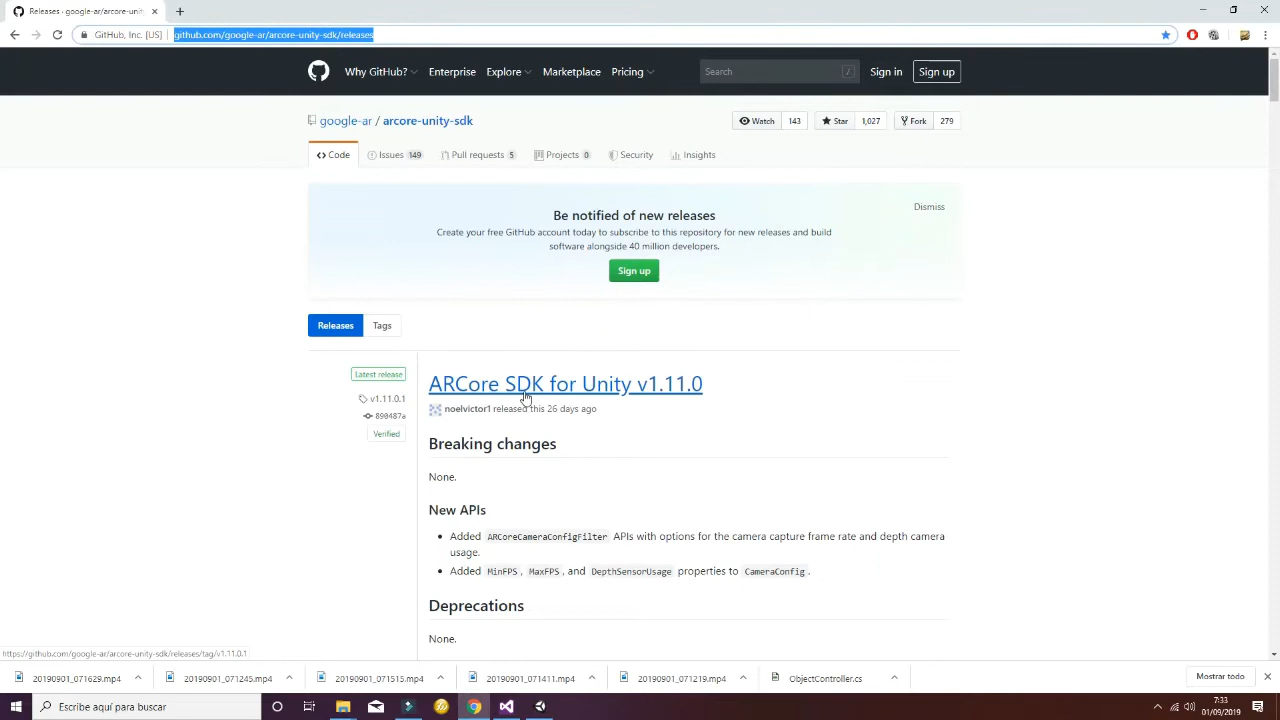 Releases · google-ar/arcore-unity
GitHub, Inc. [US]
github.com/google-ar/arcore-unity-sdk/releases
Why GitHub?
Enterprise
Explore
Marketplace
Pricing
Search
/
Sign in
Sign up
google-ar / arcore-unity-sdk
Watch 143
Star 1,027
Fork 279
Code
Issues 149
Pull requests 5
Projects 0
Security
Insights
Be notified of new releases
Dismiss
Create your free GitHub account today to subscribe to this repository for new releases and build
software alongside 40 million developers.
Sign up
Releases
Tags
Latest release
v1.11.0.1
890487a
Verified
ARCore SDK for Unity v1.11.0
noelvictor1 released this 26 days ago
Breaking changes
None.
New APIs
Added ARCoreCameraConfigFilter APIs with options for the camera capture frame rate and depth camera
usage.
Added MinFPS, MaxFPS, and DepthSensorUsage properties to CameraConfig.
Deprecations
None.
https://github.com/google-ar/arcore-unity-sdk/releases/tag/v1.11.0.1
20190901_071629.mp4
20190901_071245.mp4
20190901_071515.mp4
20190901_071411.mp4
20190901_071219.mp4
ObjectController.cs
Mostrar todo
Escribe aquí para buscar
7:33
01/09/2019